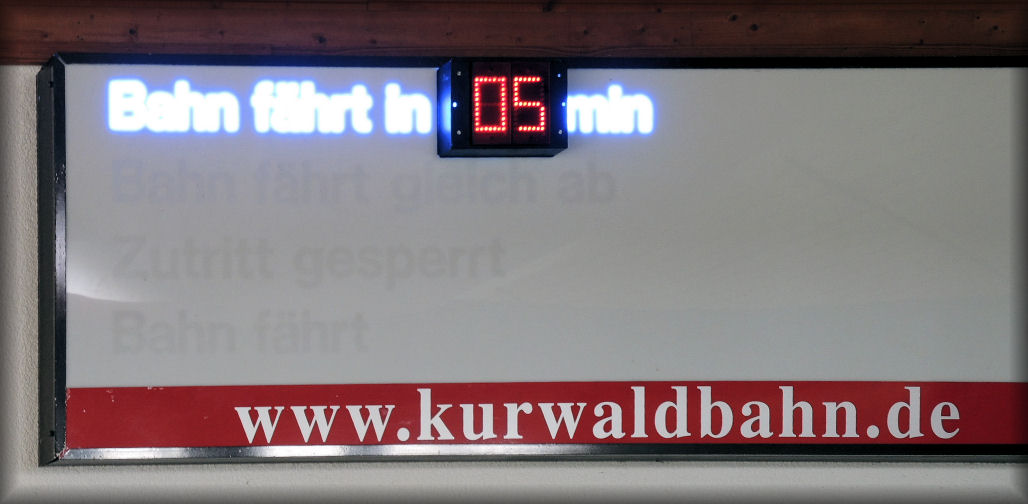 Bahn fährt in 05 min
Bahn fährt gleich ab
Zutritt gesperrt
Bahn fährt
www.kurwaldbahn.de